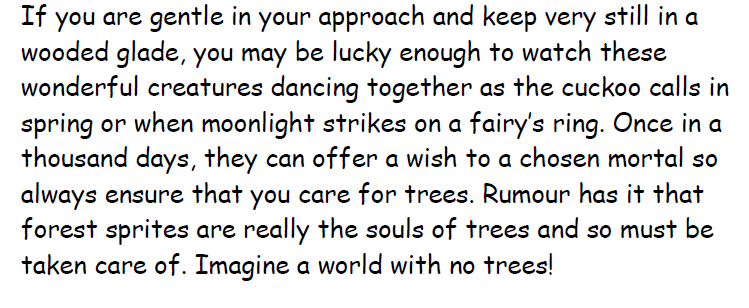 If you are gentle in your approach and keep very still in a
wooded glade, you may be lucky enough to watch these
wonderful creatures dancing together as the cuckoo calls in
spring or when moonlight strikes on a fairy's ring. Once in a
thousand days, they can offer a wish to a chosen mortal so
always ensure that you care for trees. Rumour has it that
forest sprites are really the souls of trees and so must be
taken care of. Imagine a world with no trees!